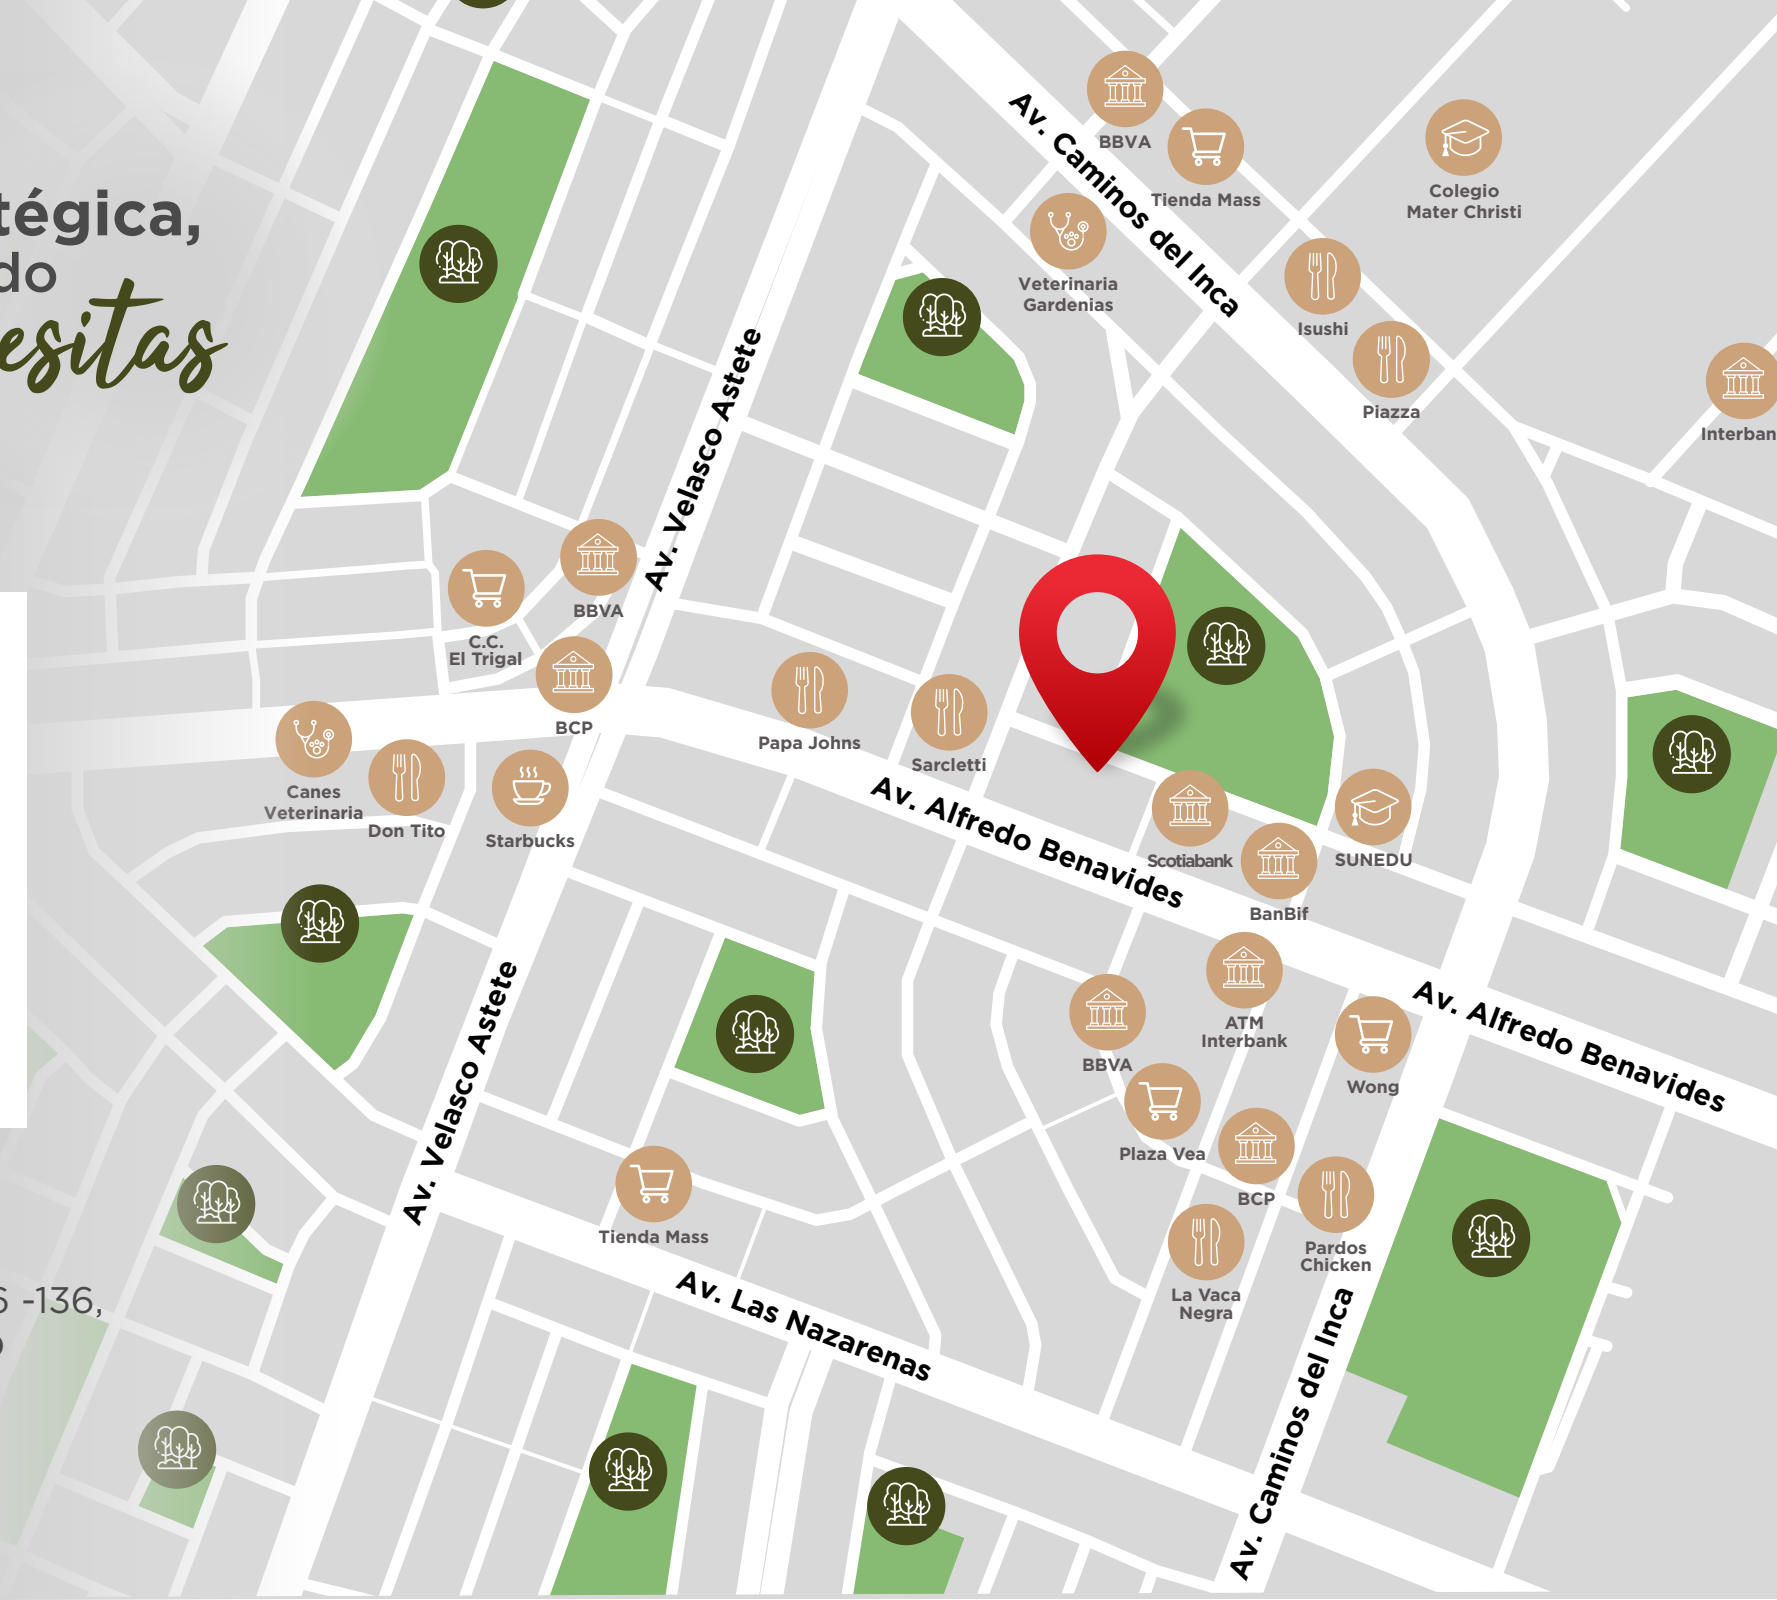 tégica,
do
esitas
6 -136,
BBVA
Tienda Mass
Colegio
Mater Christi
Av. Caminos del Inca
Veterinaria
Gardenias
Isushi
Piazza
Interban
Av. Velasco Astete
BBVA
C.C.
El Trigal
BCP
Canes
Veterinaria
Don Tito
Starbucks
Papa Johns
Sarcletti
Av. Alfredo Benavides
Scotiabank
SUNEDU
BanBif
Av. Velasco Astete
ATM
Interbank
BBVA
Wong
Av. Alfredo Benavides
Plaza Vea
BCP
Tienda Mass
Pardos
Chicken
La Vaca
Negra
Av. Las Nazarenas
Av. Caminos del Inca